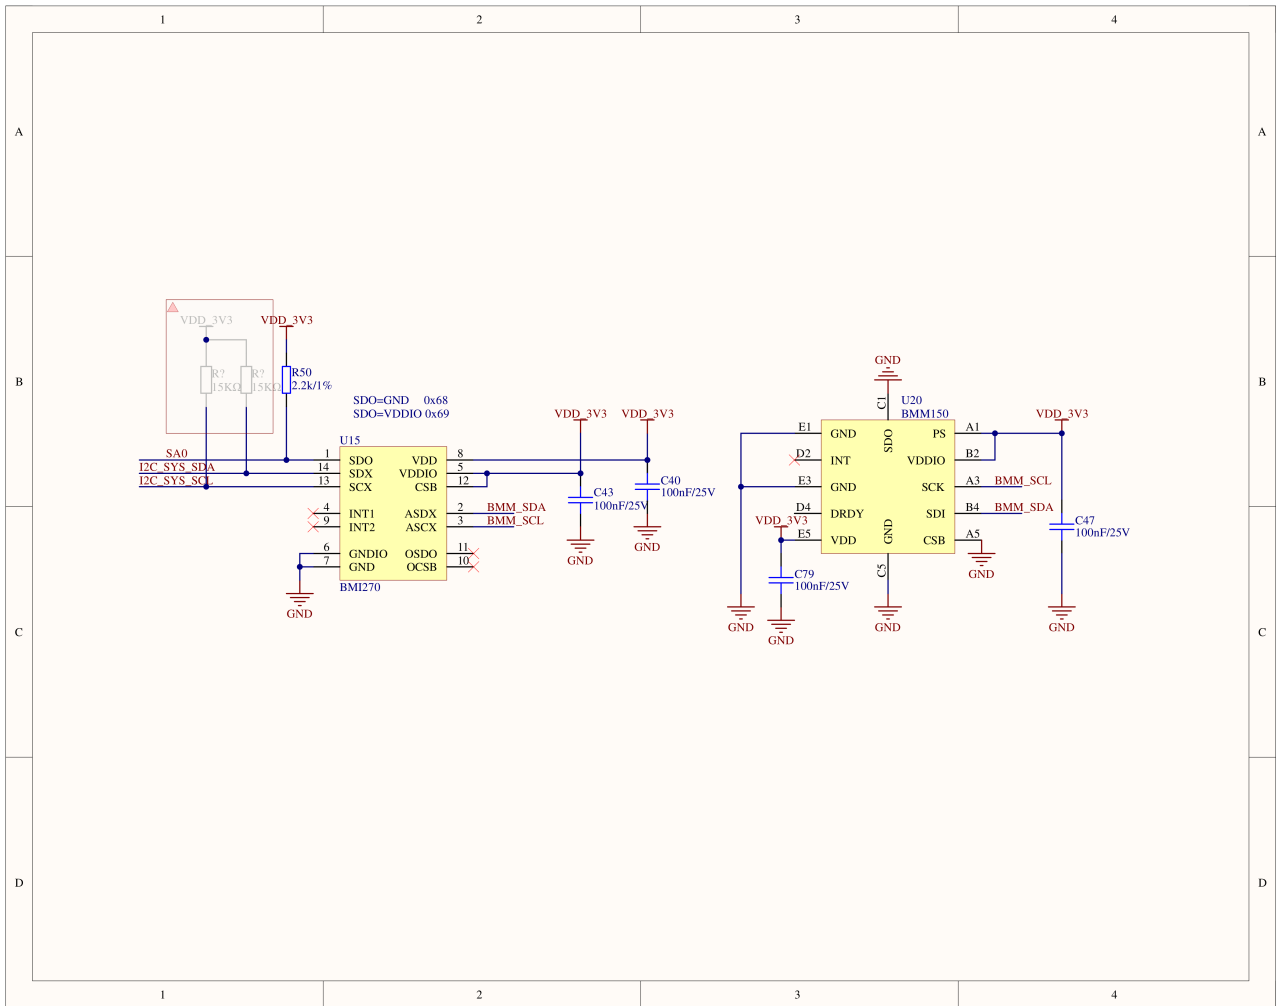 1 2 3 4
A A
VDD_3V3 VDD_3V3
GND
B R? R? R50 B
15KΩ 15KΩ 2.2k/1%
SDO=GND 0x68
SDO=VDDIO 0x69
U20
BMM150
VDD_3V3 VDD_3V3 VDD_3V3
U15
C1 SDO
E1 GND PS A1
SA0 1 SDO VDD 8
D2 INT VDDIO B2
I2C_SYS_SDA 14 SDX VDDIO 5
I2C_SYS_SCL 13 SCX CSB 12
C43 C40
100nF/25V 100nF/25V
E3 GND SCK A3 BMM_SCL
4 INT1 ASDX 2 BMM_SDA
9 INT2 ASCX 3 BMM_SCL
D4 DRDY SDI B4 BMM_SDA
VDD_3V3
E5 VDD CSB A5
GND C5
C47
100nF/25V
GND GND
6 GNDIO OSDO 11
7 GND OCSB 10
GND
C79
100nF/25V
BMI270
GND
GND GND GND GND
C C
D D
1 2 3 4